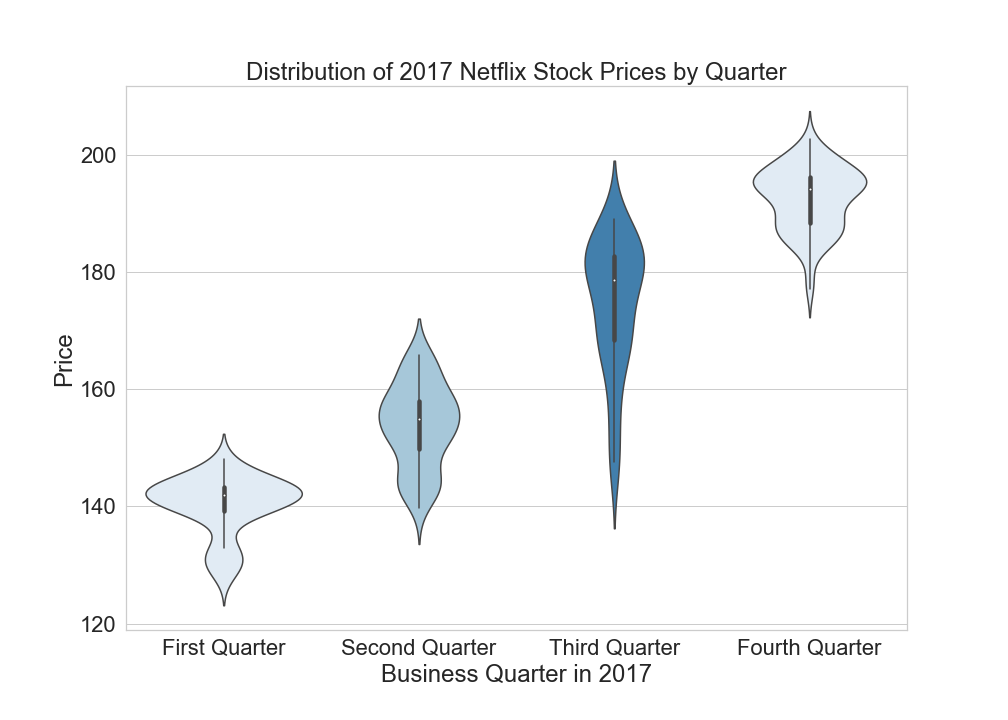 Distribution of 2017 Netflix Stock Prices by Quarter
200
180
160
140
120
Price
First Quarter Second Quarter Third Quarter Fourth Quarter
Business Quarter in 2017